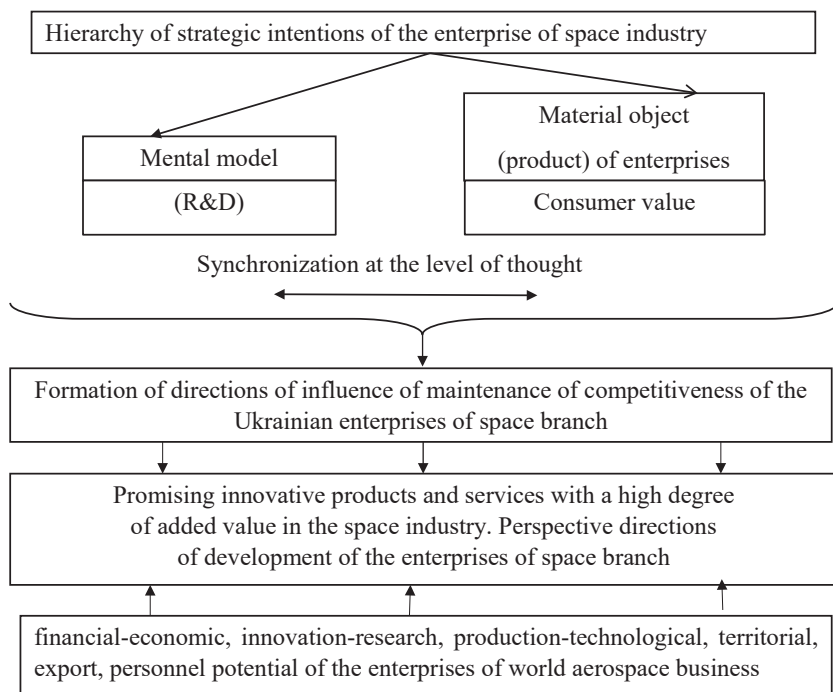 Hierarchy of strategic intentions of the enterprise of space industry
Mental model
(R&D)
Material object
(product) of enterprises
Consumer value
Synchronization at the level of thought
Formation of directions of influence of maintenance of competitiveness of the
Ukrainian enterprises of space branch
Promising innovative products and services with a high degree
of added value in the space industry. Perspective directions
of development of the enterprises of space branch
financial-economic, innovation-research, production-technological, territorial,
export, personnel potential of the enterprises of world aerospace business